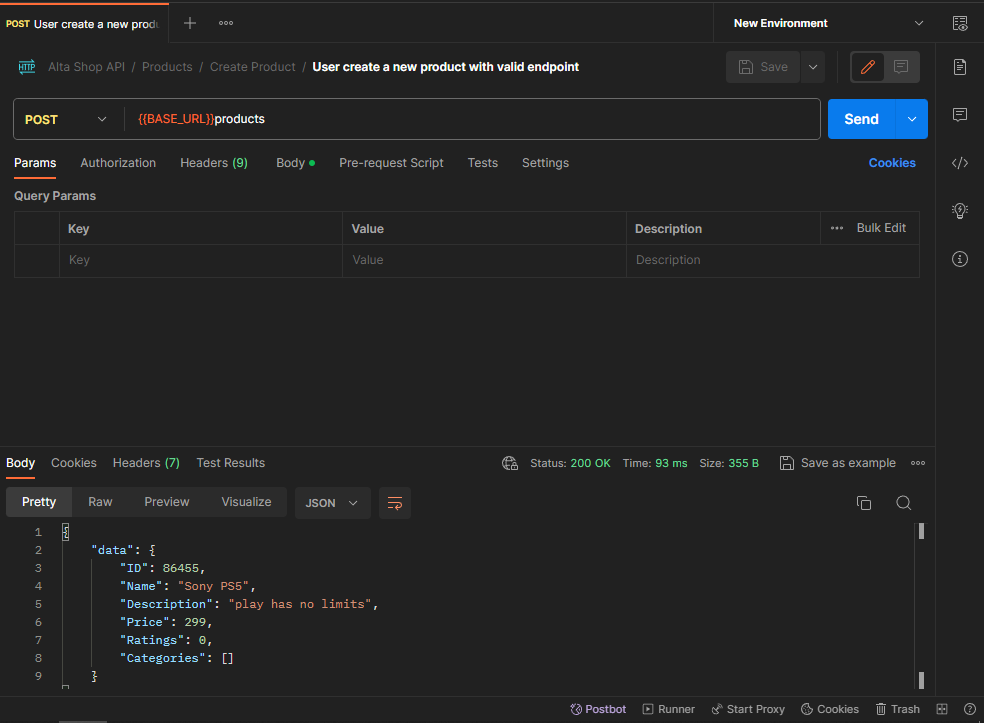 POST User create a new produ
New Environment
HTTP Alta Shop API / Products / Create Product / User create a new product with valid endpoint
Save
POST {{BASE_URL}}products
Send
Params Authorization Headers (9) Body Pre-request Script Tests Settings Cookies
Query Params
Key Value Description Bulk Edit
Key Value Description
Body Cookies Headers (7) Test Results Status: 200 OK Time: 93 ms Size: 355 B Save as example
Pretty Raw Preview Visualize JSON
1 {
2 "data": {
3 "ID": 86455,
4 "Name": "Sony PS5",
5 "Description": "play has no limits",
6 "Price": 299,
7 "Ratings": 0,
8 "Categories": []
9 }
Postbot Runner Start Proxy Cookies Trash